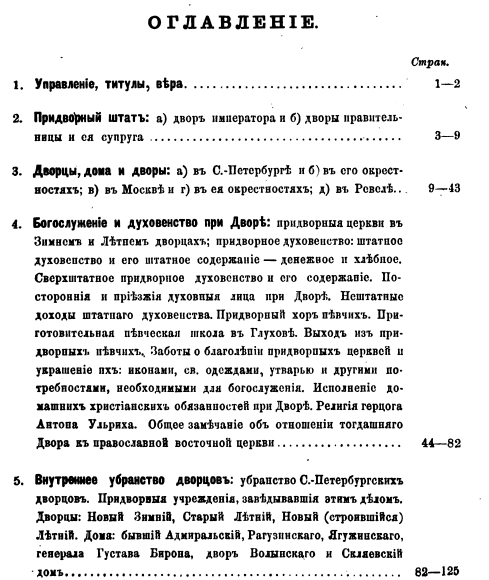 ОГЛАВЛЕНІЕ.
Стран.
1. Управленіе, титулы, вѣра. 1—2
2. Придворный штатъ: а) дворъ императора и б) дворы правитель-
ницы и ея супруга 3—9
3. Дворцы, дома и дворы: а) въ С.-Петербургѣ и б) въ его окрест-
ностяхъ; в) въ Москвѣ и г) въ ея окрестностяхъ; д) въ Ревелѣ. 9—43
4. Богослуженіе и духовенство при Дворѣ: придворныя церкви въ
Зимнемъ и Лѣтнемъ дворцахъ; придворное духовенство: штатное
духовенство и его штатное содержаніе — денежное и хлѣбное.
Сверхштатное придворное духовенство и его содержаніе. По-
стороннія и пріѣзжія духовныя лица при Дворѣ. Нештатные
доходы штатнаго духовенства. Придворный хоръ пѣвчихъ. При-
готовительная пѣвческая школа въ Глуховѣ. Выходъ изъ при-
дворныхъ пѣвчихъ. Заботы о благолѣпіи придворныхъ церквей и
украшеніе ихъ: иконами, св. одеждами, утварью и другими по-
требностями, необходимыми для богослуженія. Исполненіе до-
машнихъ христіанскихъ обязанностей при Дворѣ. Религія герцога
Антона Ульриха. Общее замѣчаніе объ отношеніи тогдашняго
Двора къ православной восточной церкви 44—82
5. Внутреннее убранство дворцовъ: убранство С.-Петербургскихъ
дворцовъ. Придворныя учрежденія, завѣдывавшія этимъ дѣломъ.
Дворцы: Новый Зимній, Старый Лѣтній, Новый (строившійся)
Лѣтній. Дома: бывшій Адмиральскій, Рагузинскаго, Ягужинскаго,
генерала Густава Бирона, дворъ Волынскаго и Скляевскій
домъ. 82—125